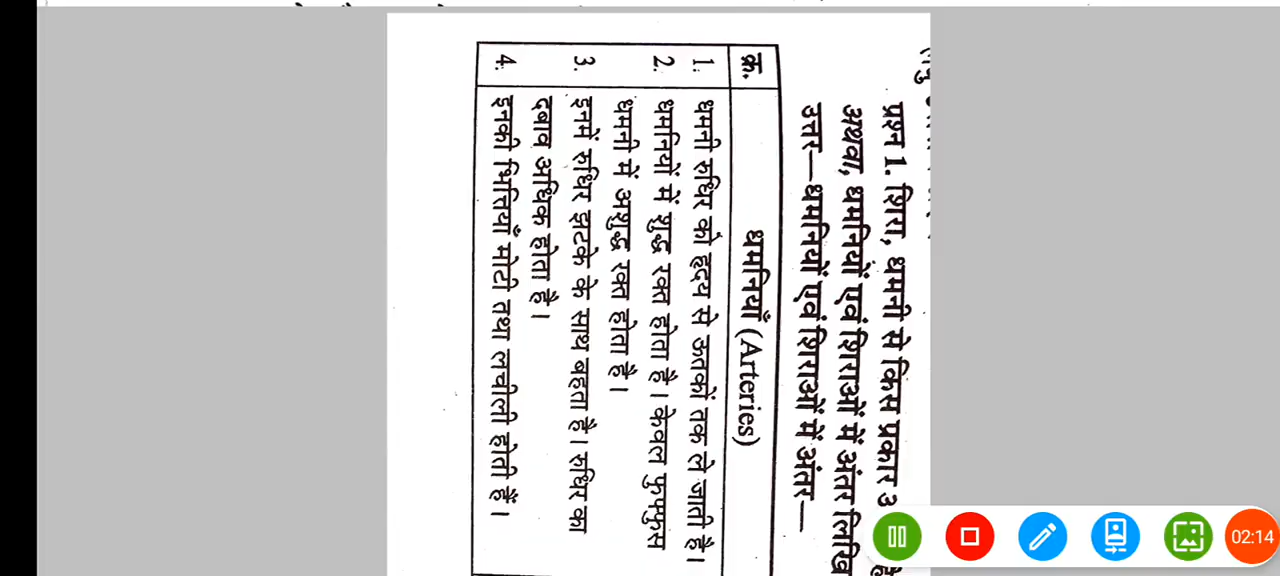 प्रश्न 1. शिरा, धमनी से किस प्रकार
अथवा, धमनियों एवं शिराओं में अंतर लिखि
उत्तर—धमनियों एवं शिराओं में अंतर—
क्र. धमनियाँ (Arteries)
1. धमनी रुधिर को हृदय से ऊतकों तक ले जाती है।
2. धमनियों में शुद्ध रक्त होता है। केवल फुफ्फुस
धमनी में अशुद्ध रक्त होता है।
3. इनमें रुधिर झटके के साथ बहता है। रुधिर का
दबाव अधिक होता है।
4. इनकी भित्तियाँ मोटी तथा लचीली होती हैं।
02:14